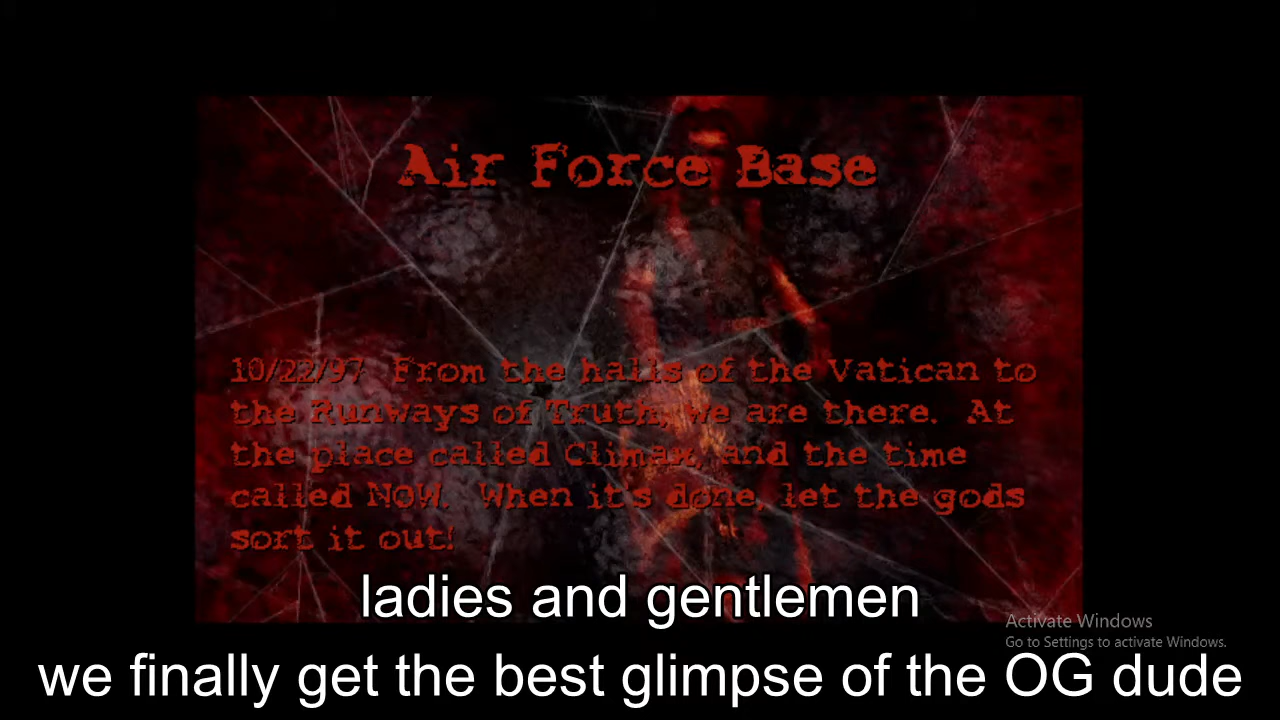 Air Force Base
10/22/97 From the halls of the Vatican to
the Runways of Truth, we are there. At
the place called Climax, and the time
called NOW. When it's done, let the gods
sort it out!
ladies and gentlemen
Activate Windows
Go to Settings to activate Windows.
we finally get the best glimpse of the OG dude